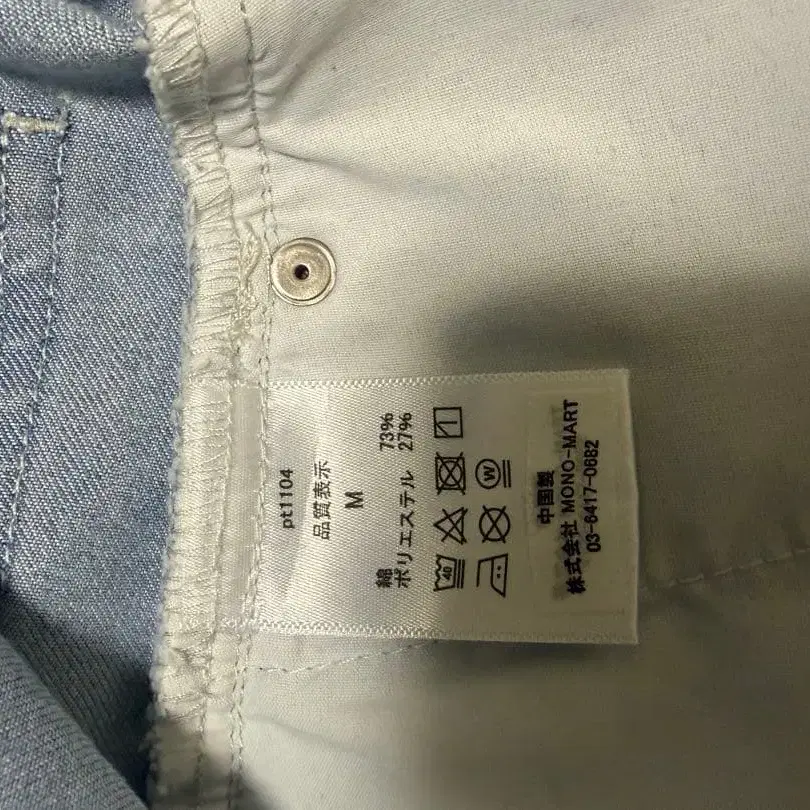 pt1104
品質表示
M
綿 73%
ポリエステル 27%
40
W
中国製
株式会社 MONO-MART
03-6417-0682